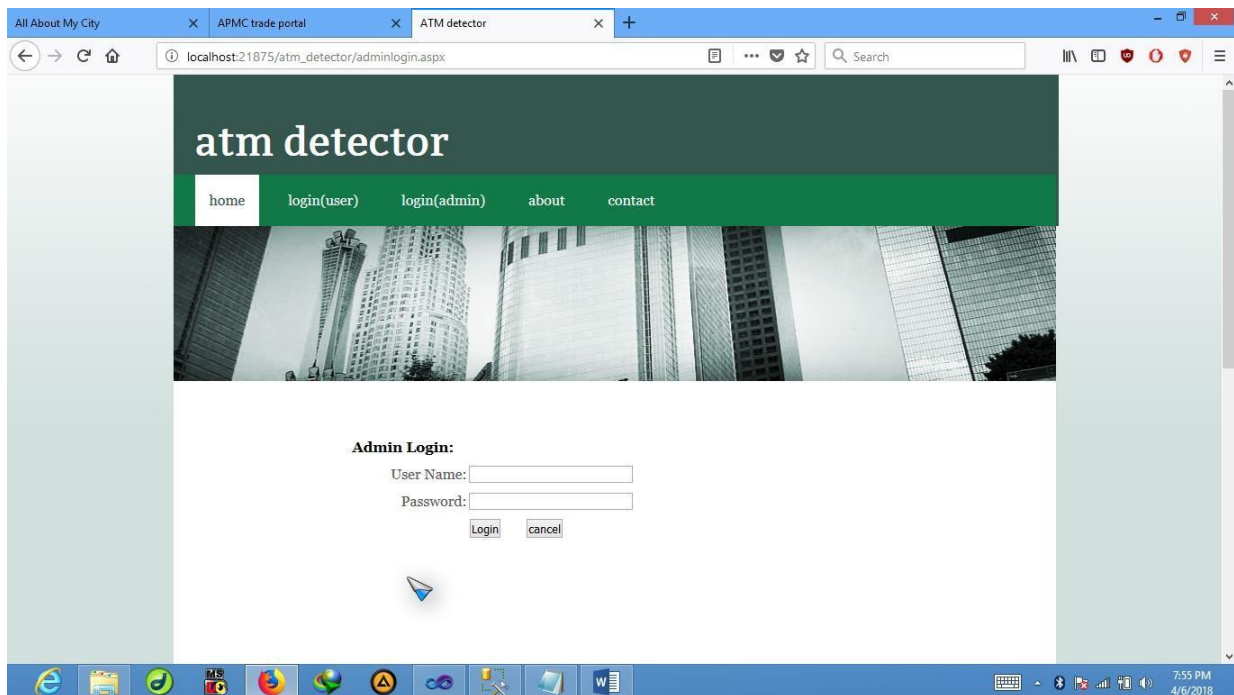 All About My City
APMC trade portal
ATM detector
localhost:21875/atm_detector/adminlogin.aspx
Search
atm detector
home login(user) login(admin) about contact
Admin Login:
User Name:
Password:
Login cancel
MS
W
7:55 PM
4/6/2018